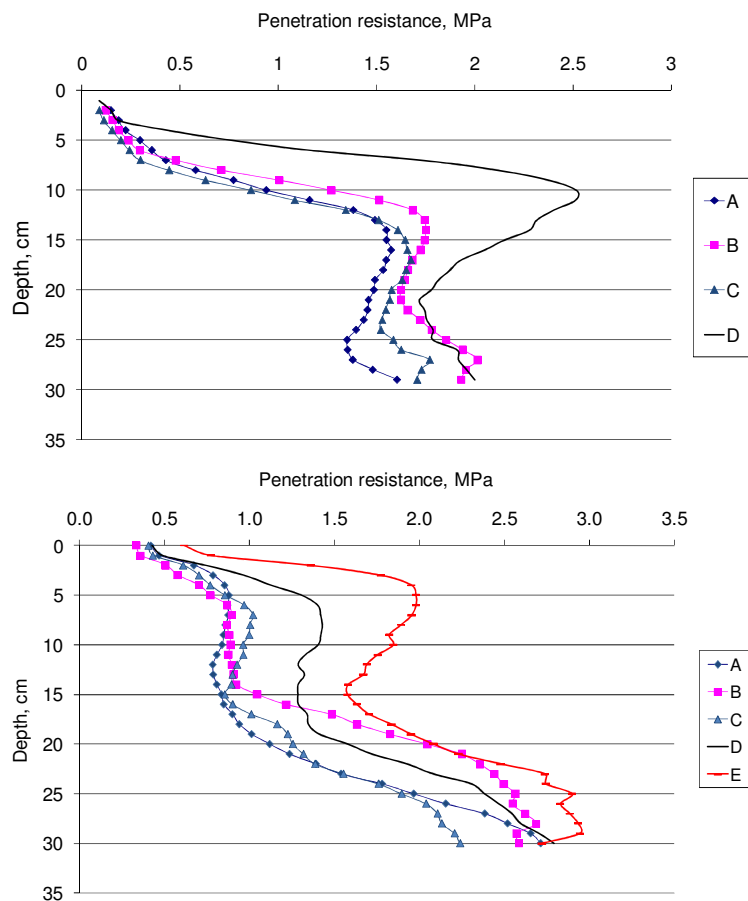 Penetration resistance, MPa
0 0.5 1 1.5 2 2.5 3
0
5
10
15
20
25
30
35
Depth, cm
A
B
C
D
Penetration resistance, MPa
0.0 0.5 1.0 1.5 2.0 2.5 3.0 3.5
0
5
10
15
20
25
30
35
Depth, cm
A
B
C
D
E